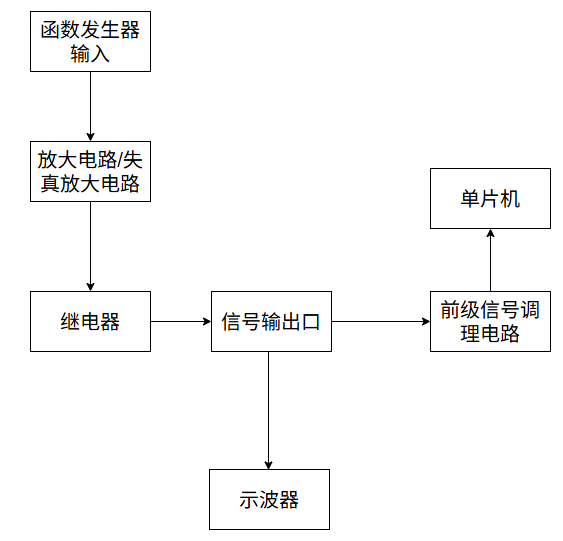 函数发生器
输入
放大电路/失
真放大电路
单片机
继电器
信号输出口
前级信号调
理电路
示波器